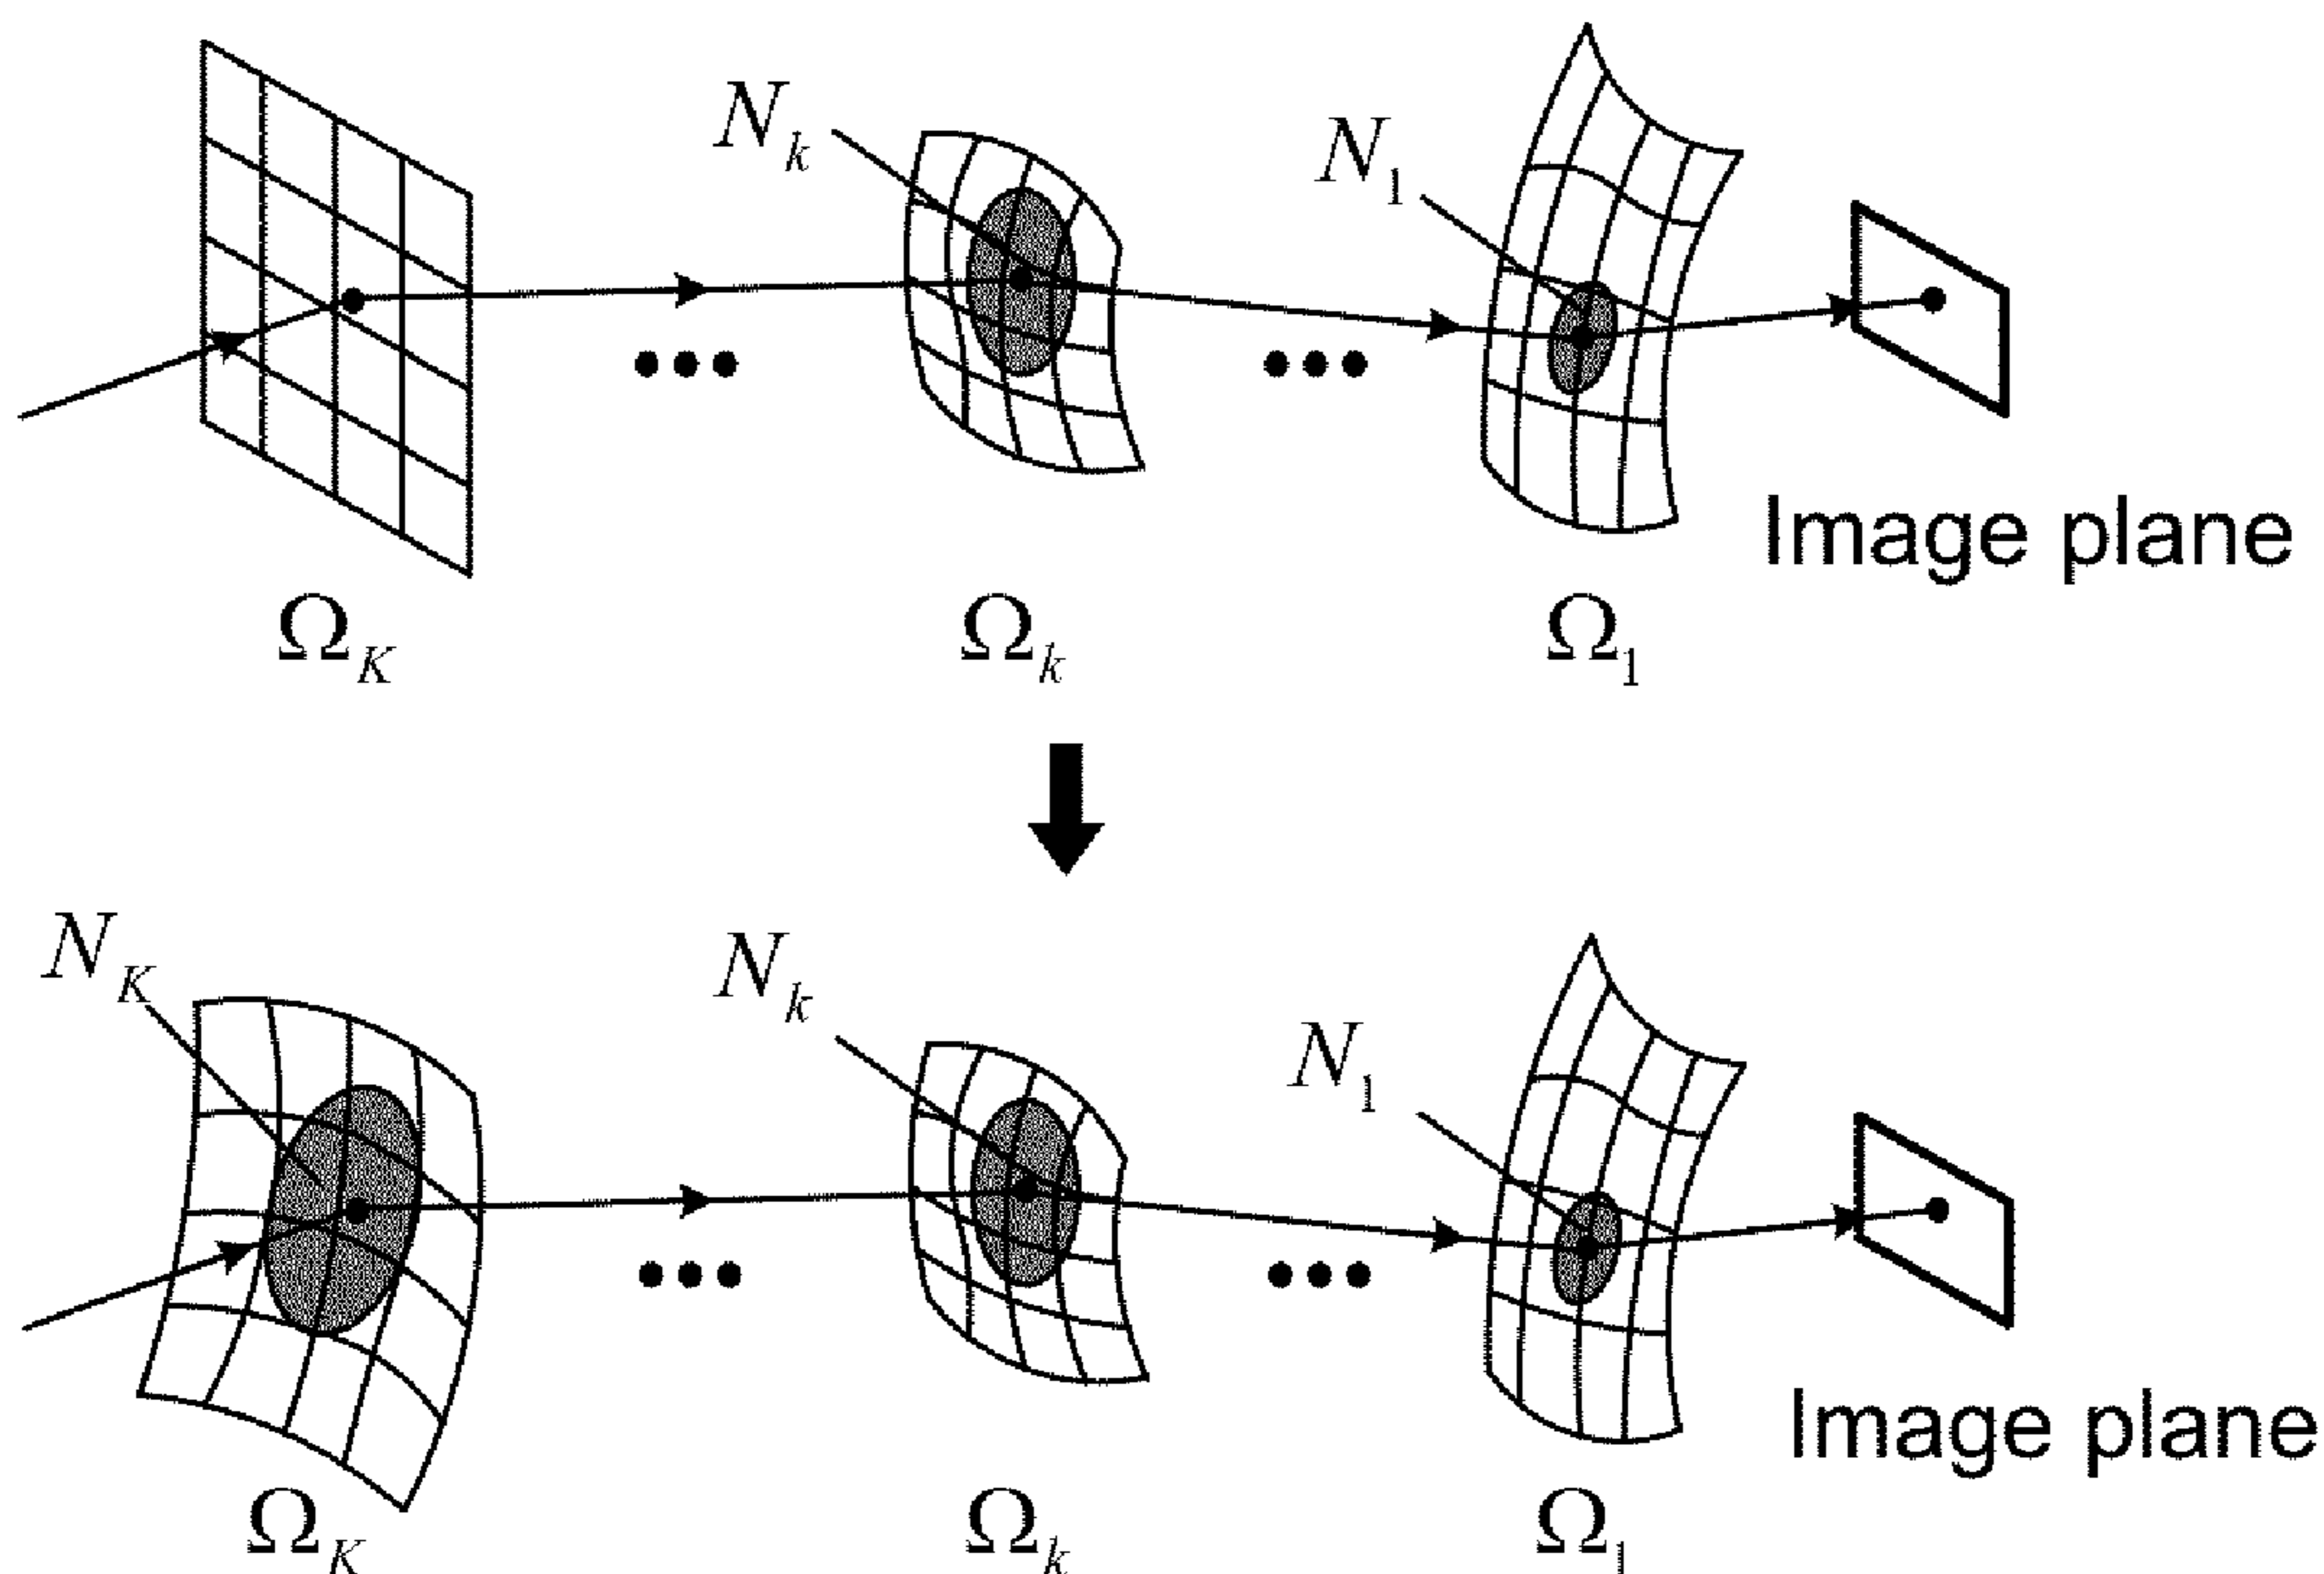 N_k
N_1
Image plane
Ω_K
Ω_k
Ω_1
N_K
N_k
N_1
Image plane
Ω_K
Ω_k
Ω_1